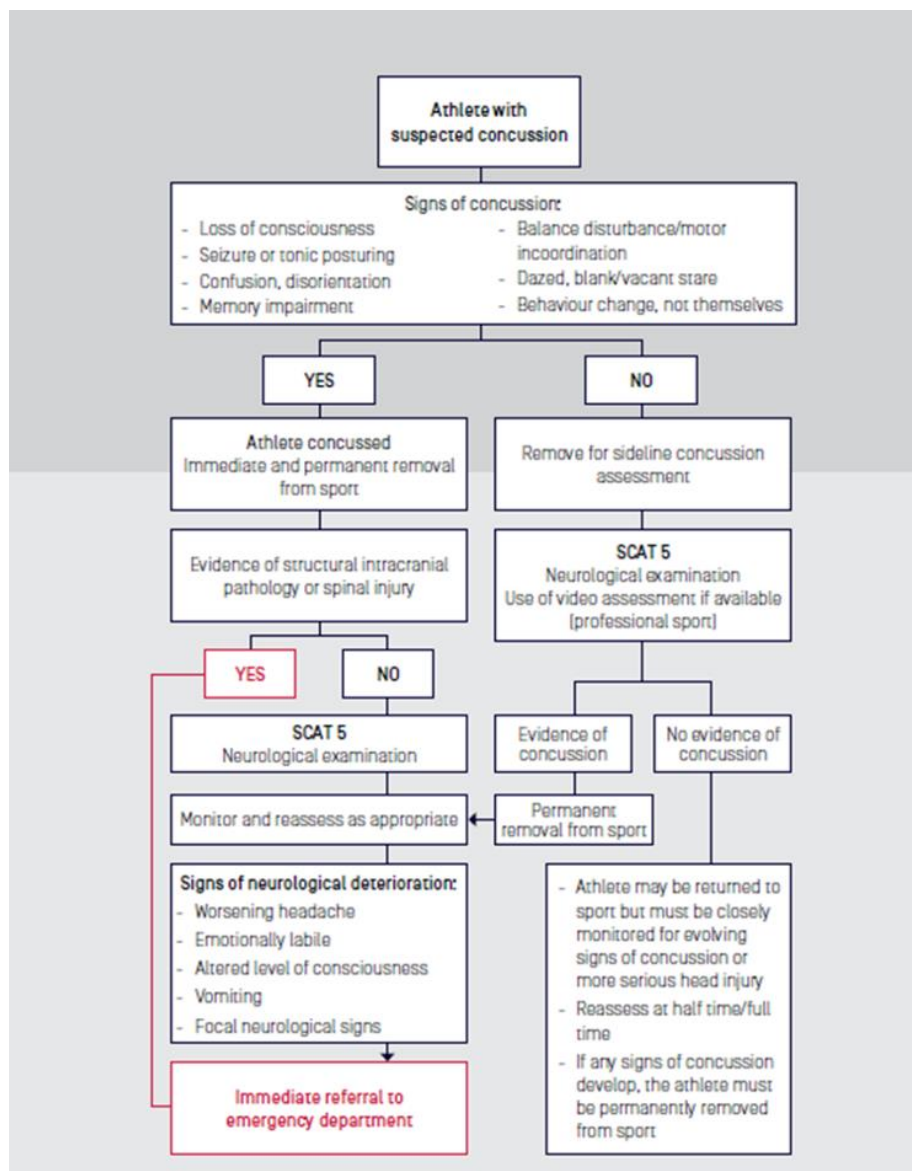 Athlete with
suspected concussion
Signs of concussion:
- Loss of consciousness
- Seizure or tonic posturing
- Confusion, disorientation
- Memory impairment
- Balance disturbance/motor
incoordination
- Dazed, blank/vacant stare
- Behaviour change, not themselves
YES
NO
Athlete concussed
Immediate and permanent removal
from sport
Remove for sideline concussion
assessment
Evidence of structural intracranial
pathology or spinal injury
SCAT 5
Neurological examination
Use of video assessment if available
(professional sport)
YES
NO
SCAT 5
Neurological examination
Evidence of
concussion
No evidence of
concussion
Monitor and reassess as appropriate
Permanent
removal from sport
Signs of neurological deterioration:
- Worsening headache
- Emotionally labile
- Altered level of consciousness
- Vomiting
- Focal neurological signs
- Athlete may be returned to
sport but must be closely
monitored for evolving
signs of concussion or
more serious head injury
- Reassess at half time/full
time
- If any signs of concussion
develop, the athlete must
be permanently removed
from sport
Immediate referral to
emergency department